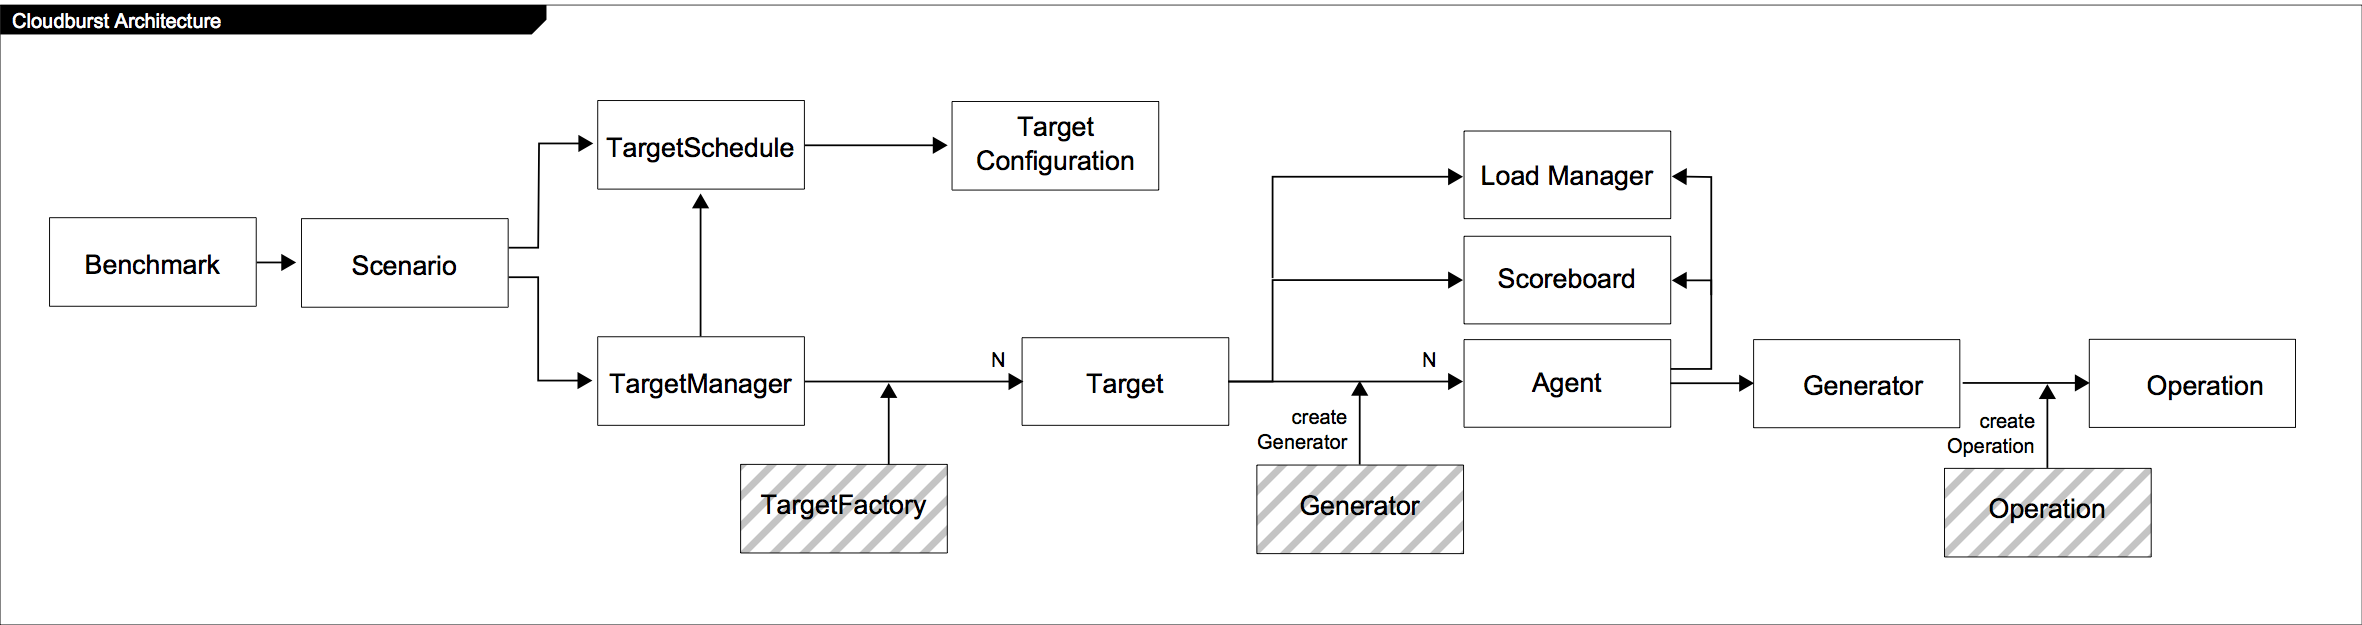 Cloudburst Architecture
TargetSchedule
Target
Configuration
Load Manager
Benchmark
Scenario
Scoreboard
TargetManager
N
Target
N
Agent
Generator
Operation
create
Generator
create
Operation
TargetFactory
Generator
Operation